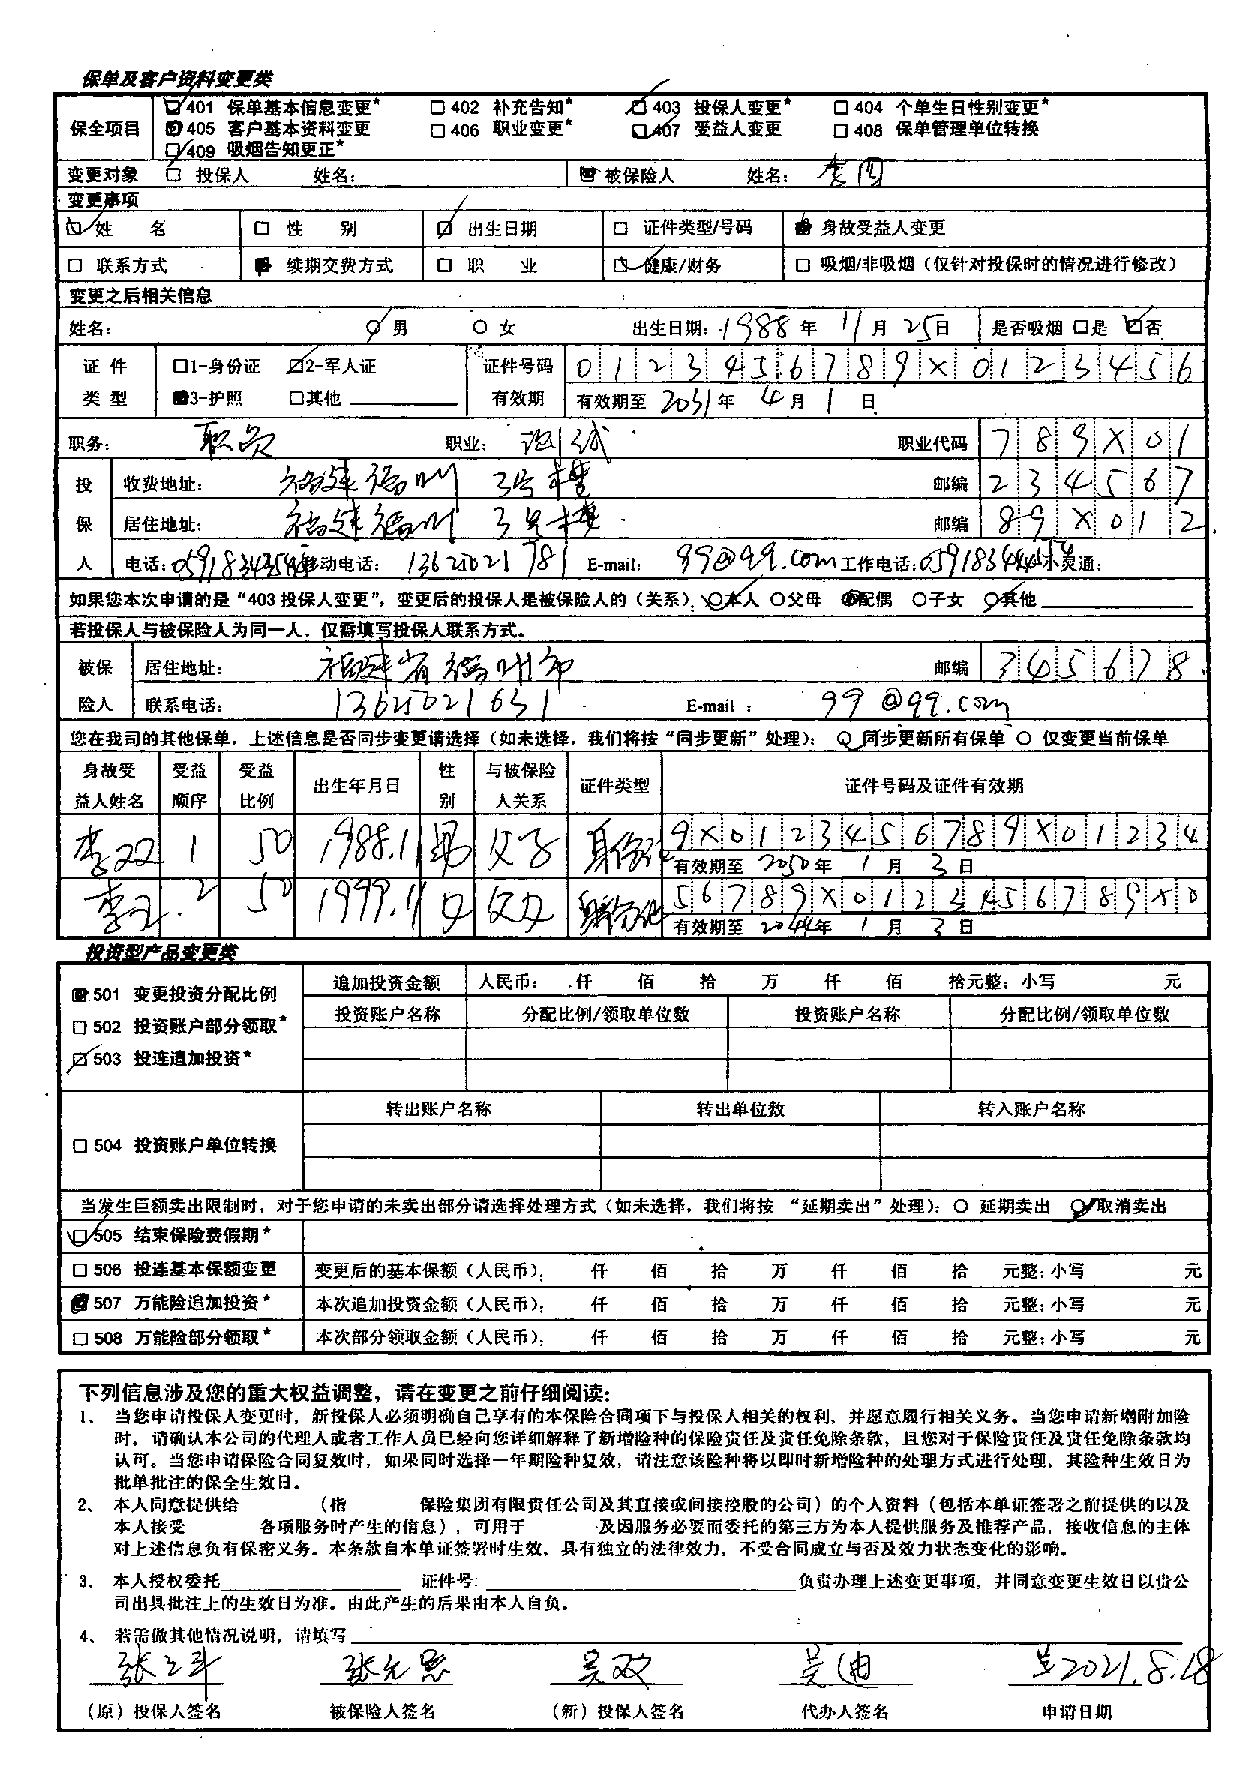 保单及客户资料变更类
保全项目 ☑401 保单基本信息变更* □402 补充告知* ☑403 投保人变更* □404 个单生日性别变更*
☑405 客户基本资料变更 □406 职业变更* ☑407 受益人变更 □408 保单管理单位转换
☑409 吸烟告知更正*
变更对象 □ 投保人 姓名: ☑ 被保险人 姓名: 李四
变更事项
☑ 姓 名 □ 性 别 ☑ 出生日期 □ 证件类型/号码 ☑ 身故受益人变更
□ 联系方式 ☑ 续期交费方式 □ 职 业 ☑ 健康/财务 □ 吸烟/非吸烟(仅针对投保时的情况进行修改)
变更之后相关信息
姓名: ☑ 男 ○ 女 出生日期: 1988 年 11 月 25 日 是否吸烟 □是 ☑否
证 件 □1-身份证 ☑2-军人证 证件号码 0123456789X0123456
类 型 ☑3-护照 □其他 有效期 有效期至 2031 年 4 月 1 日
职务: 职员 职业: 测试 职业代码 789X01
投 收费地址: 福建福州 3号楼 邮编 234567
保 居住地址: 福建福州 3号楼 邮编 89X012
人 电话: 移动电话: E-mail: 99@99.com 工作电话: 小灵通:
如果您本次申请的是“403投保人变更”,变更后的投保人是被保险人的(关系): ☑本人 ○父母 ☑配偶 ○子女 ☑其他
若投保人与被保险人为同一人,仅需填写投保人联系方式。
被保 居住地址: 福建省福州市 邮编 345678
险人 联系电话: 13625021631 E-mail : 99@99.com
您在我司的其他保单,上述信息是否同步变更请选择(如未选择,我们将按“同步更新”处理): ☑ 同步更新所有保单 ○ 仅变更当前保单
身故受 受益 受益 出生年月日 性 与被保险 证件类型 证件号码及证件有效期
益人姓名 顺序 比例 别 人关系
李双 1 50 1988.1 男 父子 身份证 9X0123456789X01234
有效期至 2050 年 1 月 3 日
李 2 50 1999.11 女 父女 身份证 56789X0123456789X0
有效期至 2044 年 1 月 3 日
投资型产品变更类
☑501 变更投资分配比例 追加投资金额 人民币: 仟 佰 拾 万 仟 佰 拾元整: 小写 元
□502 投资账户部分领取* 投资账户名称 分配比例/领取单位数 投资账户名称 分配比例/领取单位数
☑503 投连追加投资*
转出账户名称 转出单位数 转入账户名称
□504 投资账户单位转换
当发生巨额卖出限制时,对于您申请的未卖出部分请选择处理方式(如未选择,我们将按 “延期卖出”处理): ○ 延期卖出 ☑取消卖出
☑505 结束保险费假期*
□506 投连基本保额变更 变更后的基本保额(人民币): 仟 佰 拾 万 仟 佰 拾 元整: 小写 元
☑507 万能险追加投资* 本次追加投资金额(人民币): 仟 佰 拾 万 仟 佰 拾 元整: 小写 元
□508 万能险部分领取* 本次部分领取金额(人民币): 仟 佰 拾 万 仟 佰 拾 元整: 小写 元
下列信息涉及您的重大权益调整,请在变更之前仔细阅读:
1、 当您申请投保人变更时,新投保人必须明确自己享有的本保险合同项下与投保人相关的权利,并愿意履行相关义务。当您申请新增附加险
时,请确认本公司的代理人或者工作人员已经向您详细解释了新增险种的保险责任及责任免除条款,且您对于保险责任及责任免除条款均
认可。当您申请保险合同复效时,如果同时选择一年期险种复效,请注意该险种将以即时新增险种的处理方式进行处理,其险种生效日为
批单批注的保全生效日。
2、 本人同意提供给 (指 保险集团有限责任公司及其直接或间接控股的公司)的个人资料(包括本单证签署之前提供的以及
本人接受 各项服务时产生的信息),可用于 及因服务必要而委托的第三方为本人提供服务及推荐产品,接收信息的主体
对上述信息负有保密义务。本条款自本单证签署时生效,具有独立的法律效力,不受合同成立与否及效力状态变化的影响。
3、 本人授权委托 证件号: 负责办理上述变更事项,并同意变更生效日以贵公
司出具批注上的生效日为准。由此产生的后果由本人自负。
4、 若需做其他情况说明,请填写
张三丰 张无忌 吴双 吴迪 2021.8.18
(原)投保人签名 被保险人签名 (新)投保人签名 代办人签名 申请日期